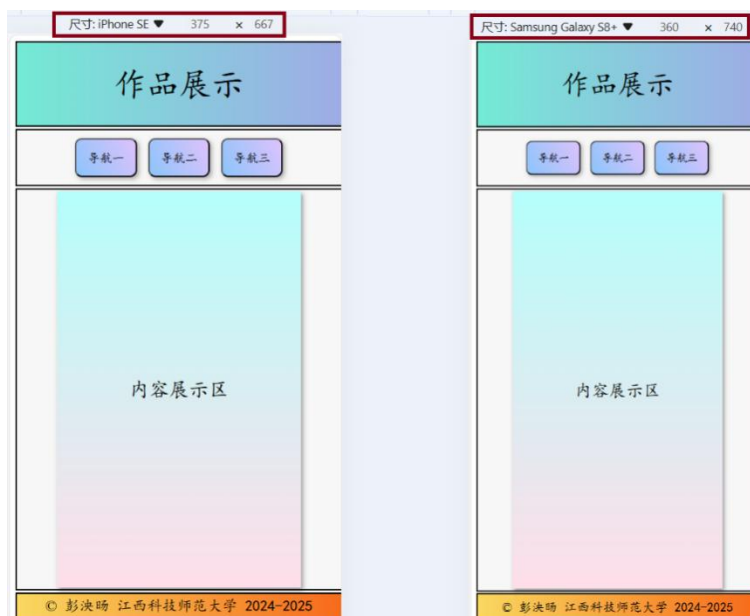 尺寸: iPhone SE ▼ 375 × 667
作品展示
导航一 导航二 导航三
内容展示区
© 彭泱旸 江西科技师范大学 2024-2025
尺寸: Samsung Galaxy S8+ ▼ 360 × 740
作品展示
导航一 导航二 导航三
内容展示区
© 彭泱旸 江西科技师范大学 2024-2025